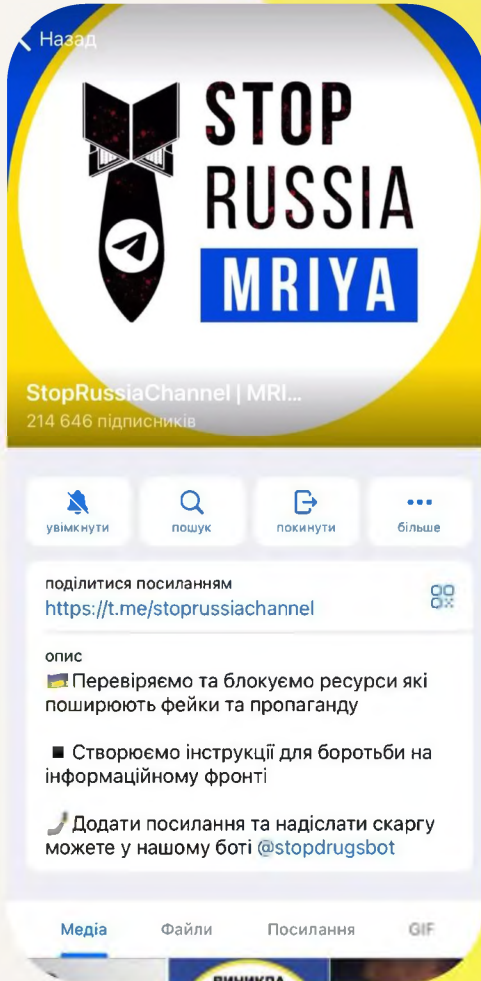 Назад
STOP
RUSSIA
MRIYA
StopRussiaChannel | MRI...
214 646 підписників
увімкнути
пошук
покинути
більше
поділитися посиланням
https://t.me/stoprussiachannel
опис
Перевіряємо та блокуємо ресурси які
поширюють фейки та пропаганду
Створюємо інструкції для боротьби на
інформаційному фронті
Додати посилання та надіслати скаргу
можете у нашому боті @stopdrugsbot
Медіа
Файли
Посилання
GIF